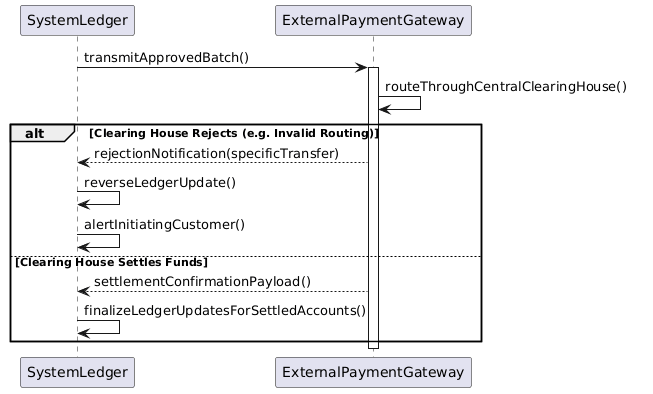 SystemLedger
ExternalPaymentGateway
transmitApprovedBatch()
routeThroughCentralClearingHouse()
alt
[Clearing House Rejects (e.g. Invalid Routing)]
rejectionNotification(specificTransfer)
reverseLedgerUpdate()
alertInitiatingCustomer()
[Clearing House Settles Funds]
settlementConfirmationPayload()
finalizeLedgerUpdatesForSettledAccounts()
SystemLedger
ExternalPaymentGateway